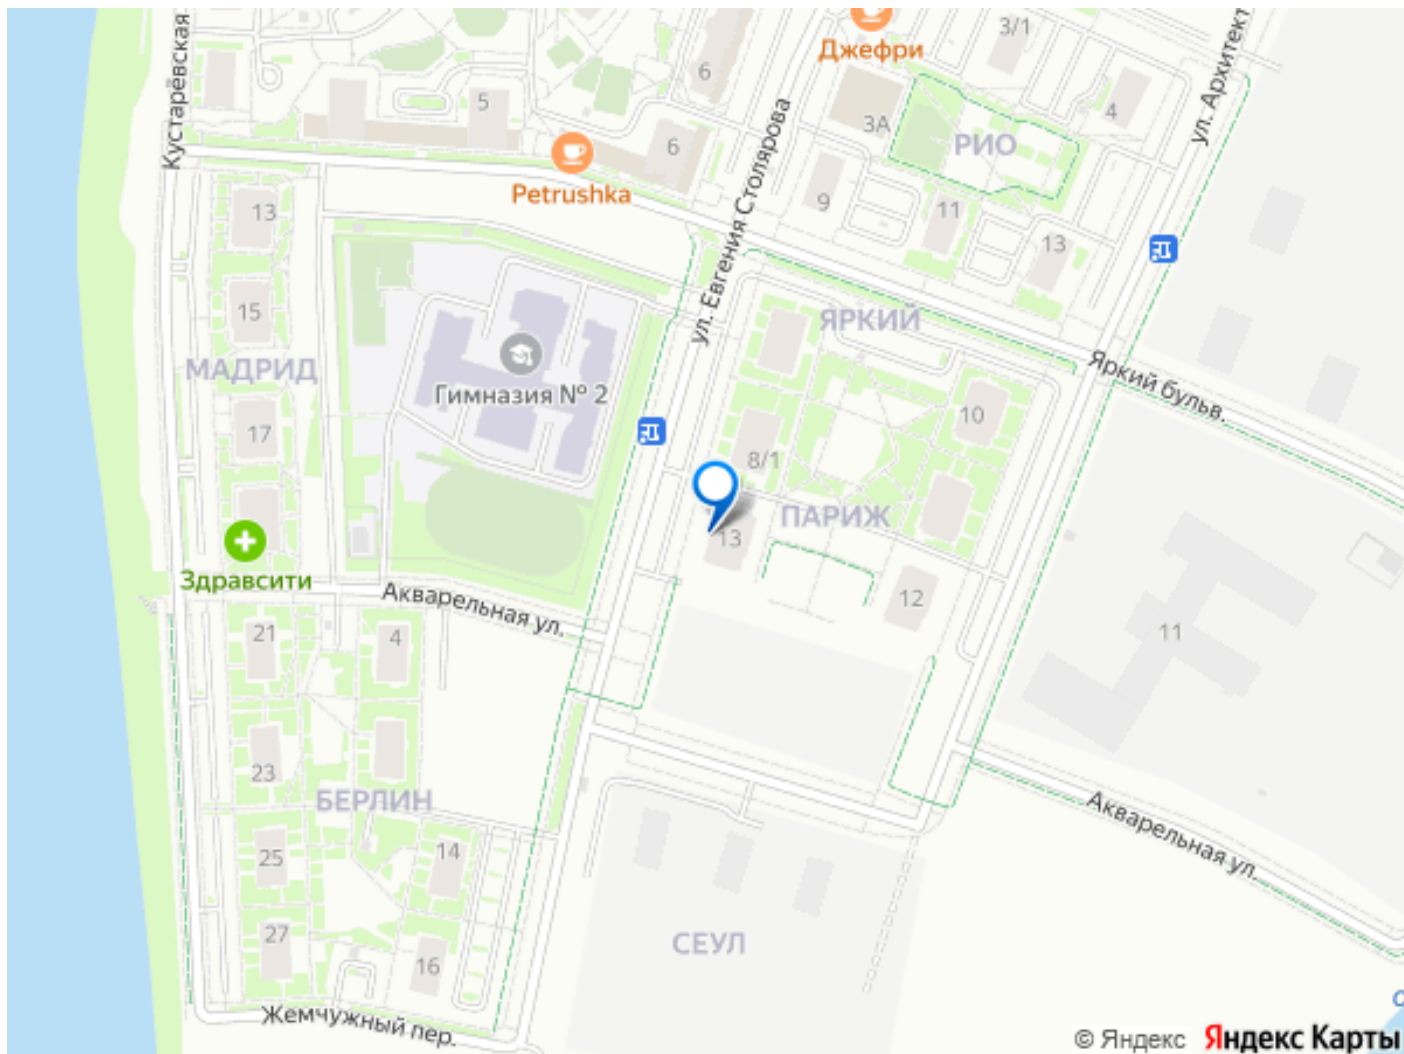 Кустарёвская
Джефри
3/1
ул. Архитект
6
5
3А
4
РИО
6
Petrushka
ул. Евгения Столярова
9
11
13
13
15
ЯРКИЙ
МАДРИД
Гимназия № 2
Яркий бульв.
17
10
8/1
ПАРИЖ
13
Здравсити
Акварельная ул.
12
11
21
4
23
БЕРЛИН
Акварельная ул.
25
14
27
16
СЕУЛ
Жемчужный пер.
© Яндекс Яндекс Карты